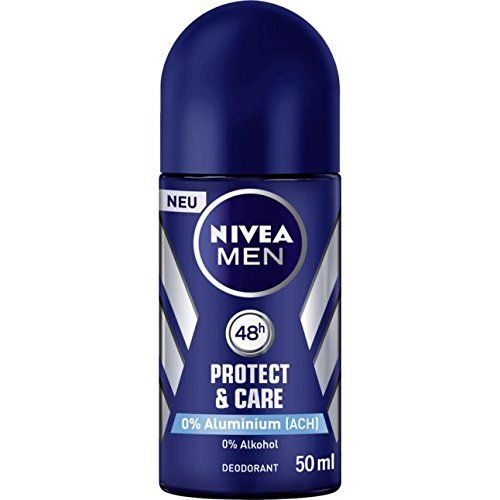 NEU
NIVEA
MEN
48h
PROTECT
& CARE
0% Aluminium (ACH)
0% Alkohol
DEODORANT
50 ml